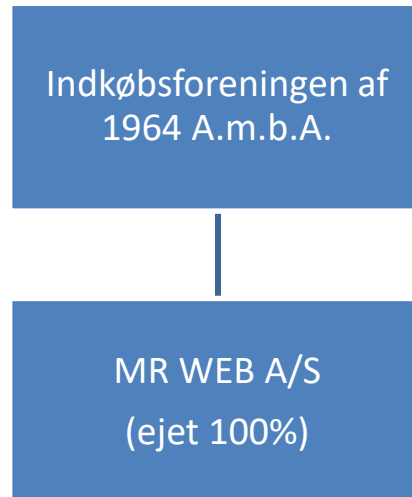 Indkøbsforeningen af
1964 A.m.b.A.
MR WEB A/S
(ejet 100%)